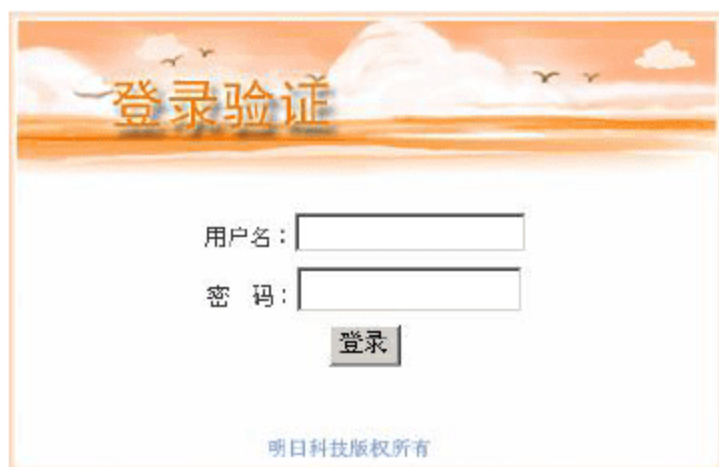 登录验证
用户名：
密 码：
登录
明日科技版权所有